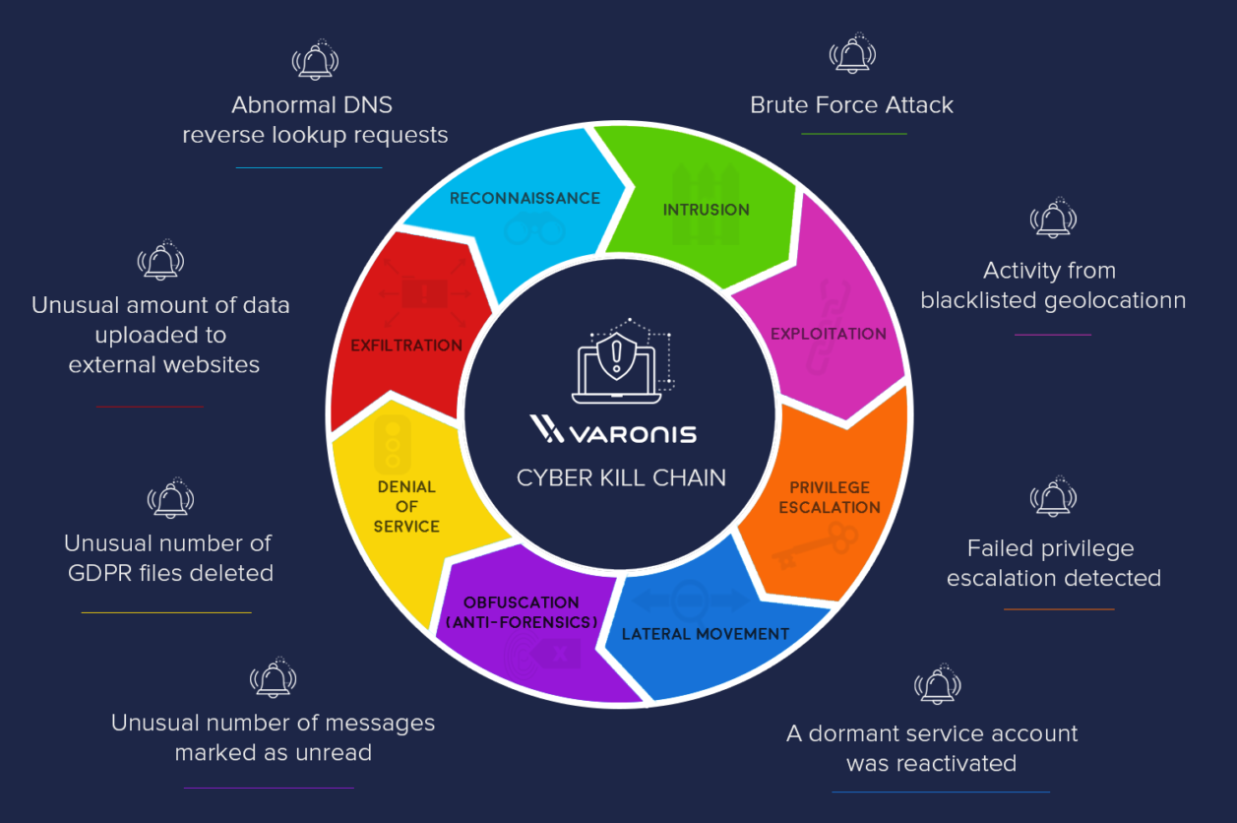 Abnormal DNS
reverse lookup requests
Brute Force Attack
RECONNAISSANCE
INTRUSION
Activity from
blacklisted geolocationn
Unusual amount of data
uploaded to
external websites
EXFILTRATION
EXPLOITATION
VARONIS
CYBER KILL CHAIN
DENIAL
OF
SERVICE
PRIVILEGE
ESCALATION
Unusual number of
GDPR files deleted
Failed privilege
escalation detected
OBFUSCATION
(ANTI-FORENSICS)
LATERAL MOVEMENT
X
Unusual number of messages
marked as unread
A dormant service account
was reactivated